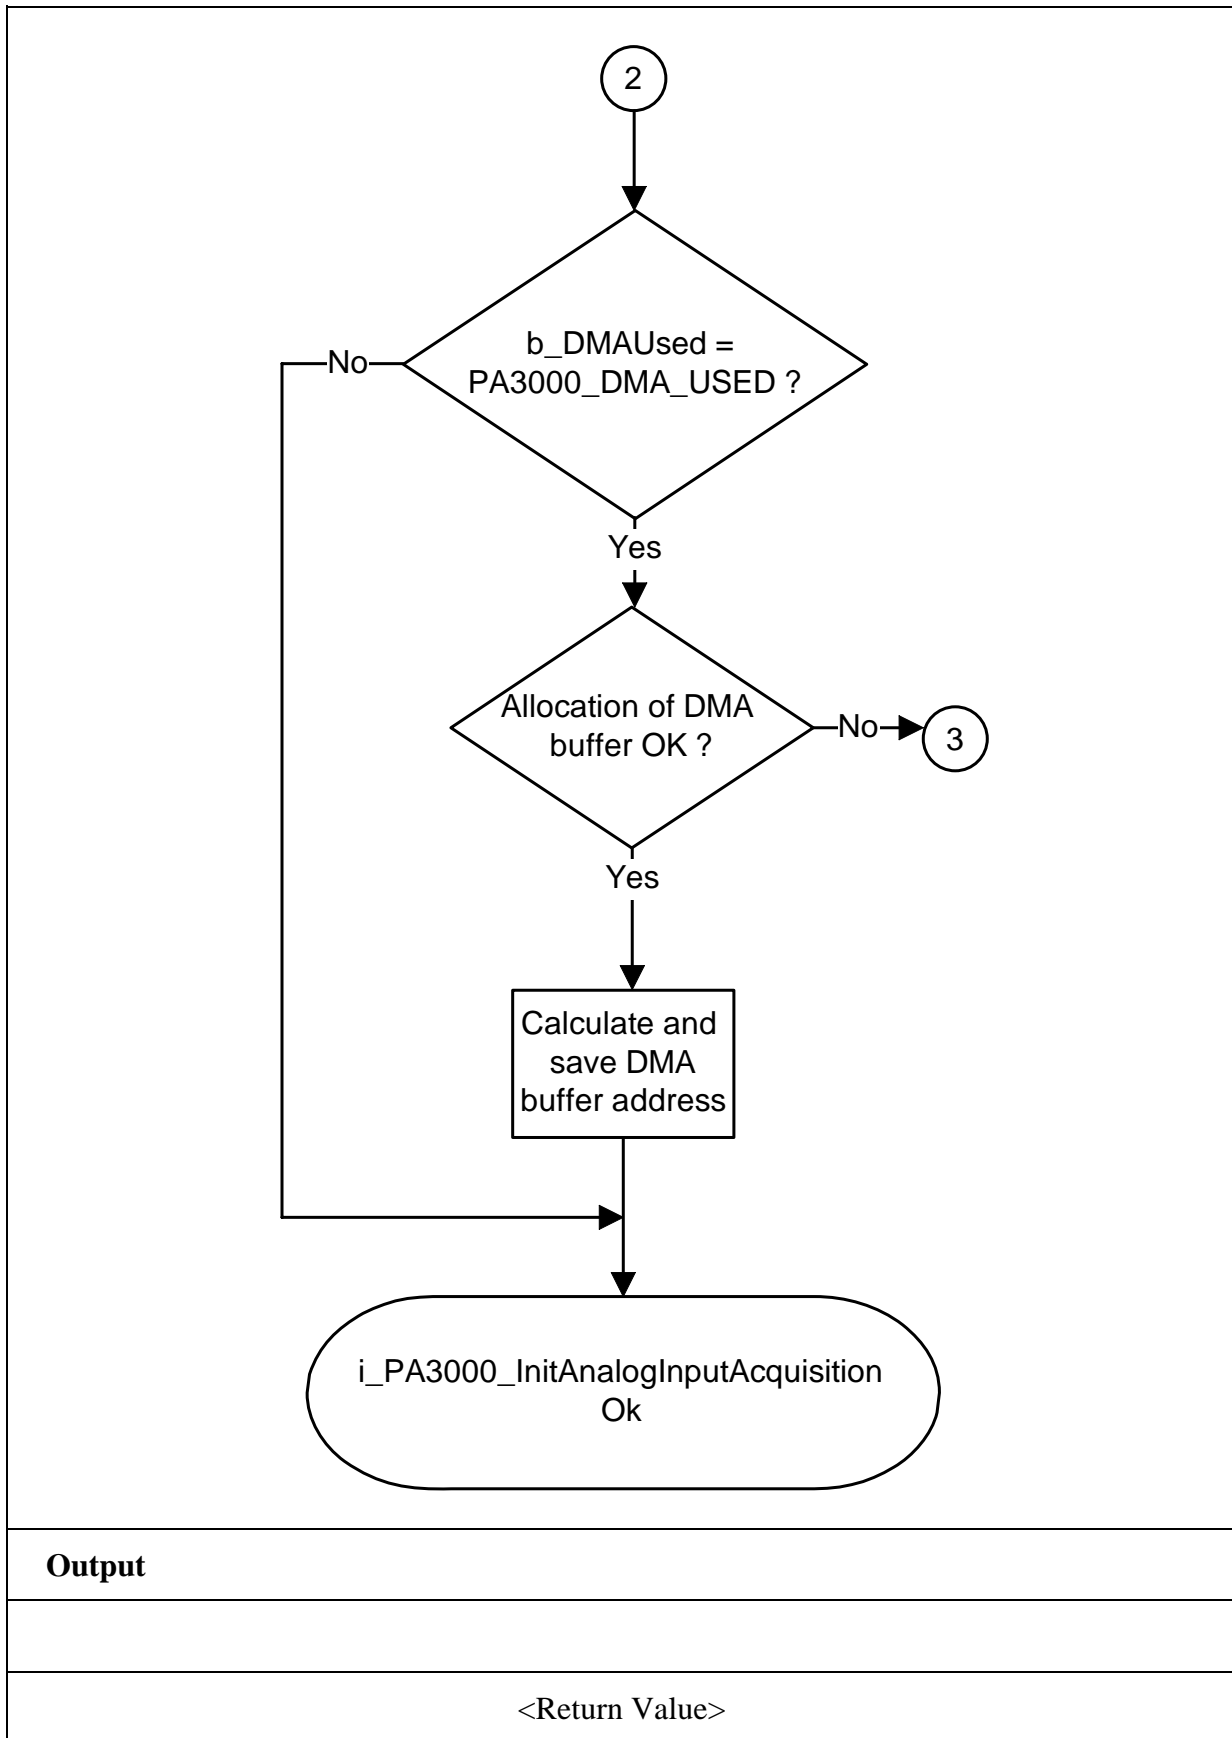 2
b_DMAUsed =
PA3000_DMA_USED ?
No
Yes
Allocation of DMA
buffer OK ?
No
3
Yes
Calculate and
save DMA
buffer address
i_PA3000_InitAnalogInputAcquisition
Ok
Output
<Return Value>